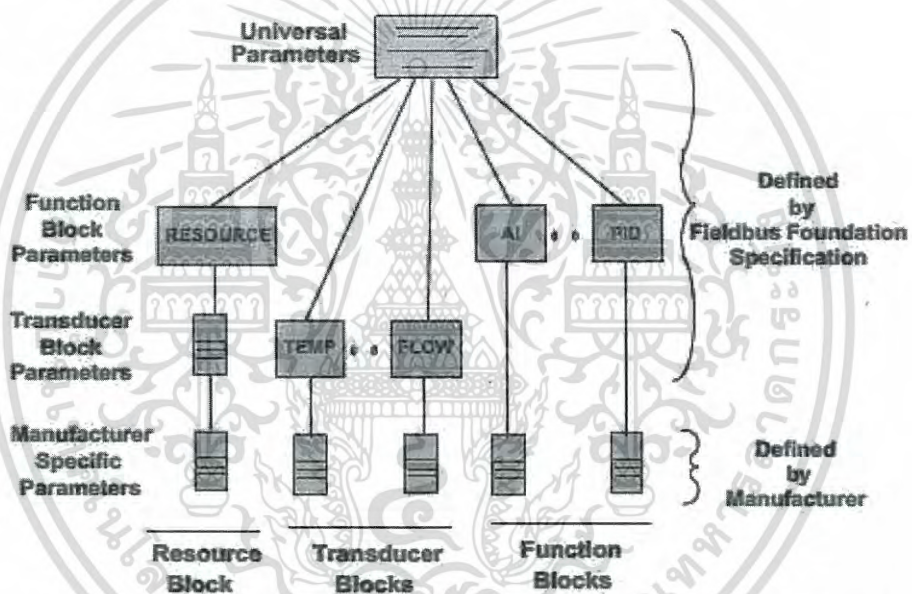 Universal
Parameters
Function
Block
Parameters
RESOURCE
AI
PID
Defined
by
Fieldbus Foundation
Specification
Transducer
Block
Parameters
TEMP
FLOW
Manufacturer
Specific
Parameters
Defined
by
Manufacturer
Resource
Block
Transducer
Blocks
Function
Blocks